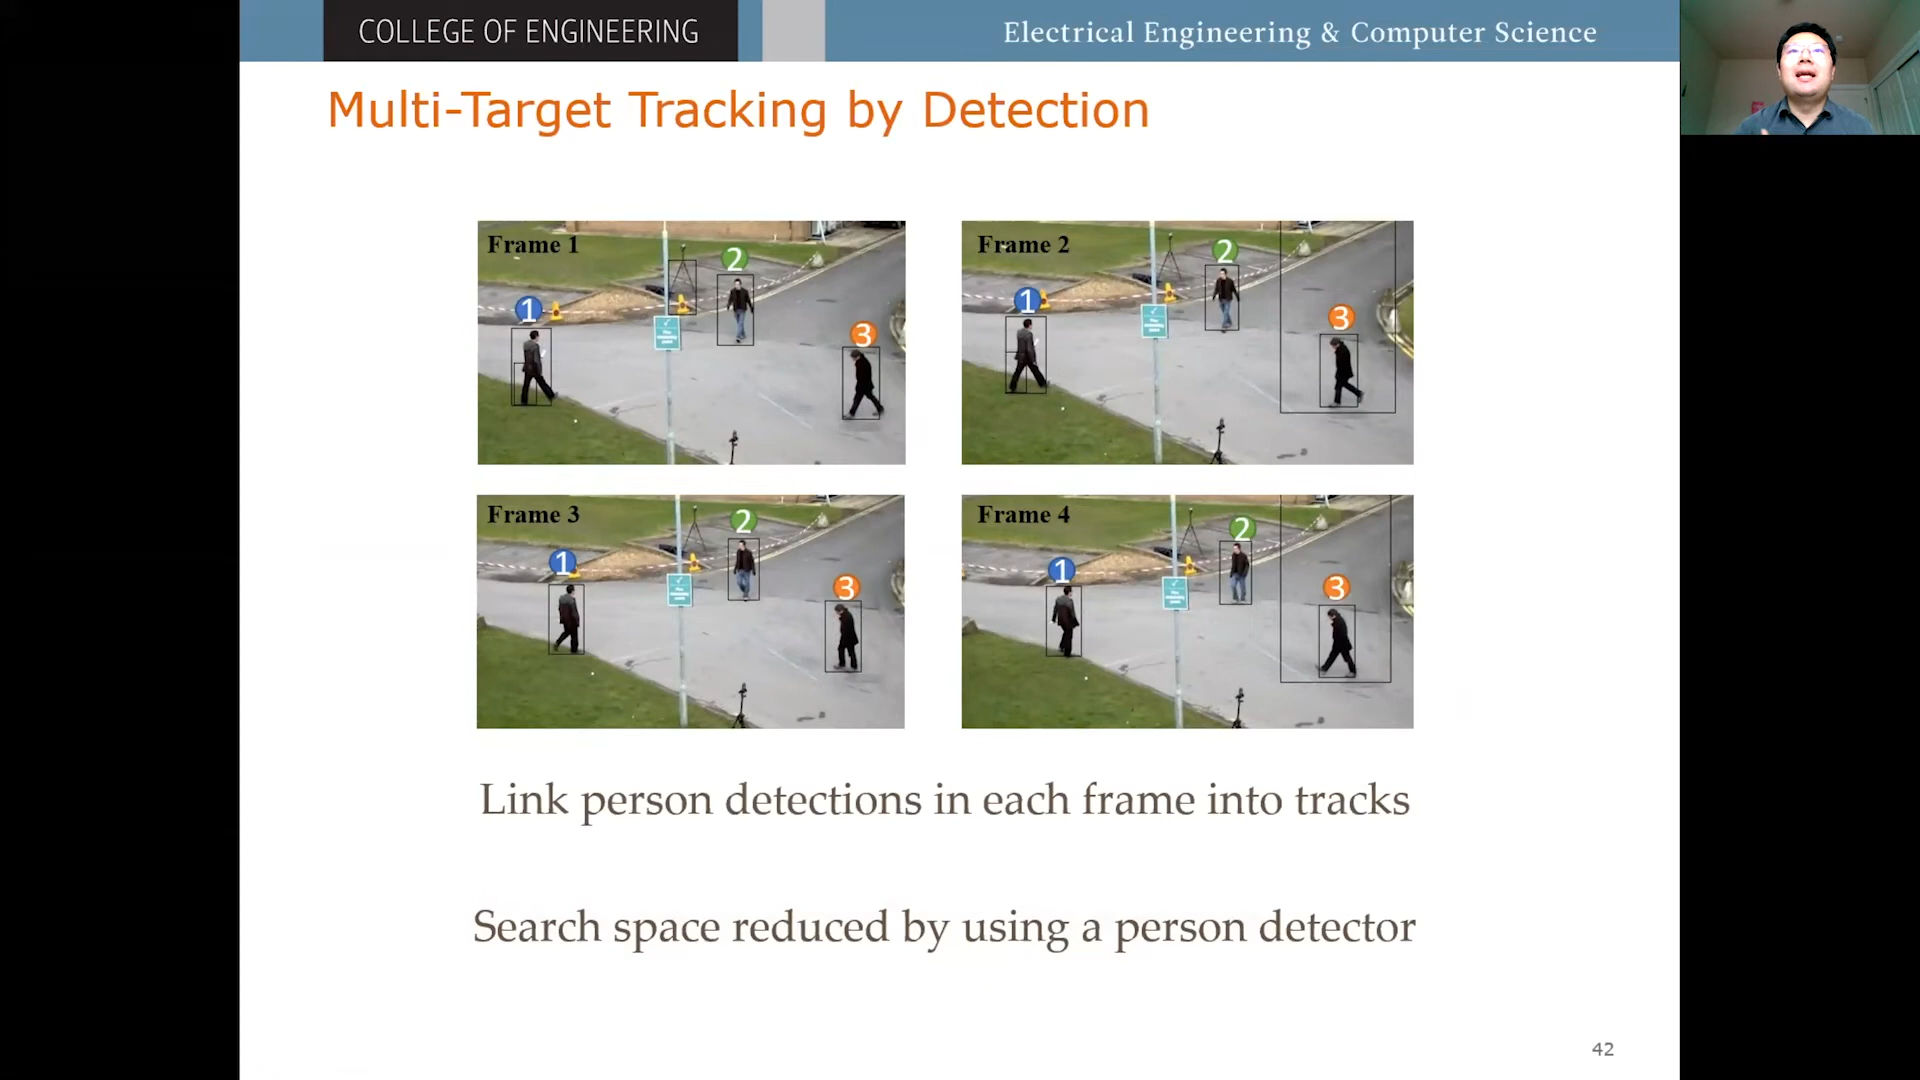 COLLEGE OF ENGINEERING
Electrical Engineering & Computer Science
Multi-Target Tracking by Detection
Frame 1
1
2
3
Frame 2
1
2
3
Frame 3
1
2
3
Frame 4
1
2
3
Link person detections in each frame into tracks
Search space reduced by using a person detector
42